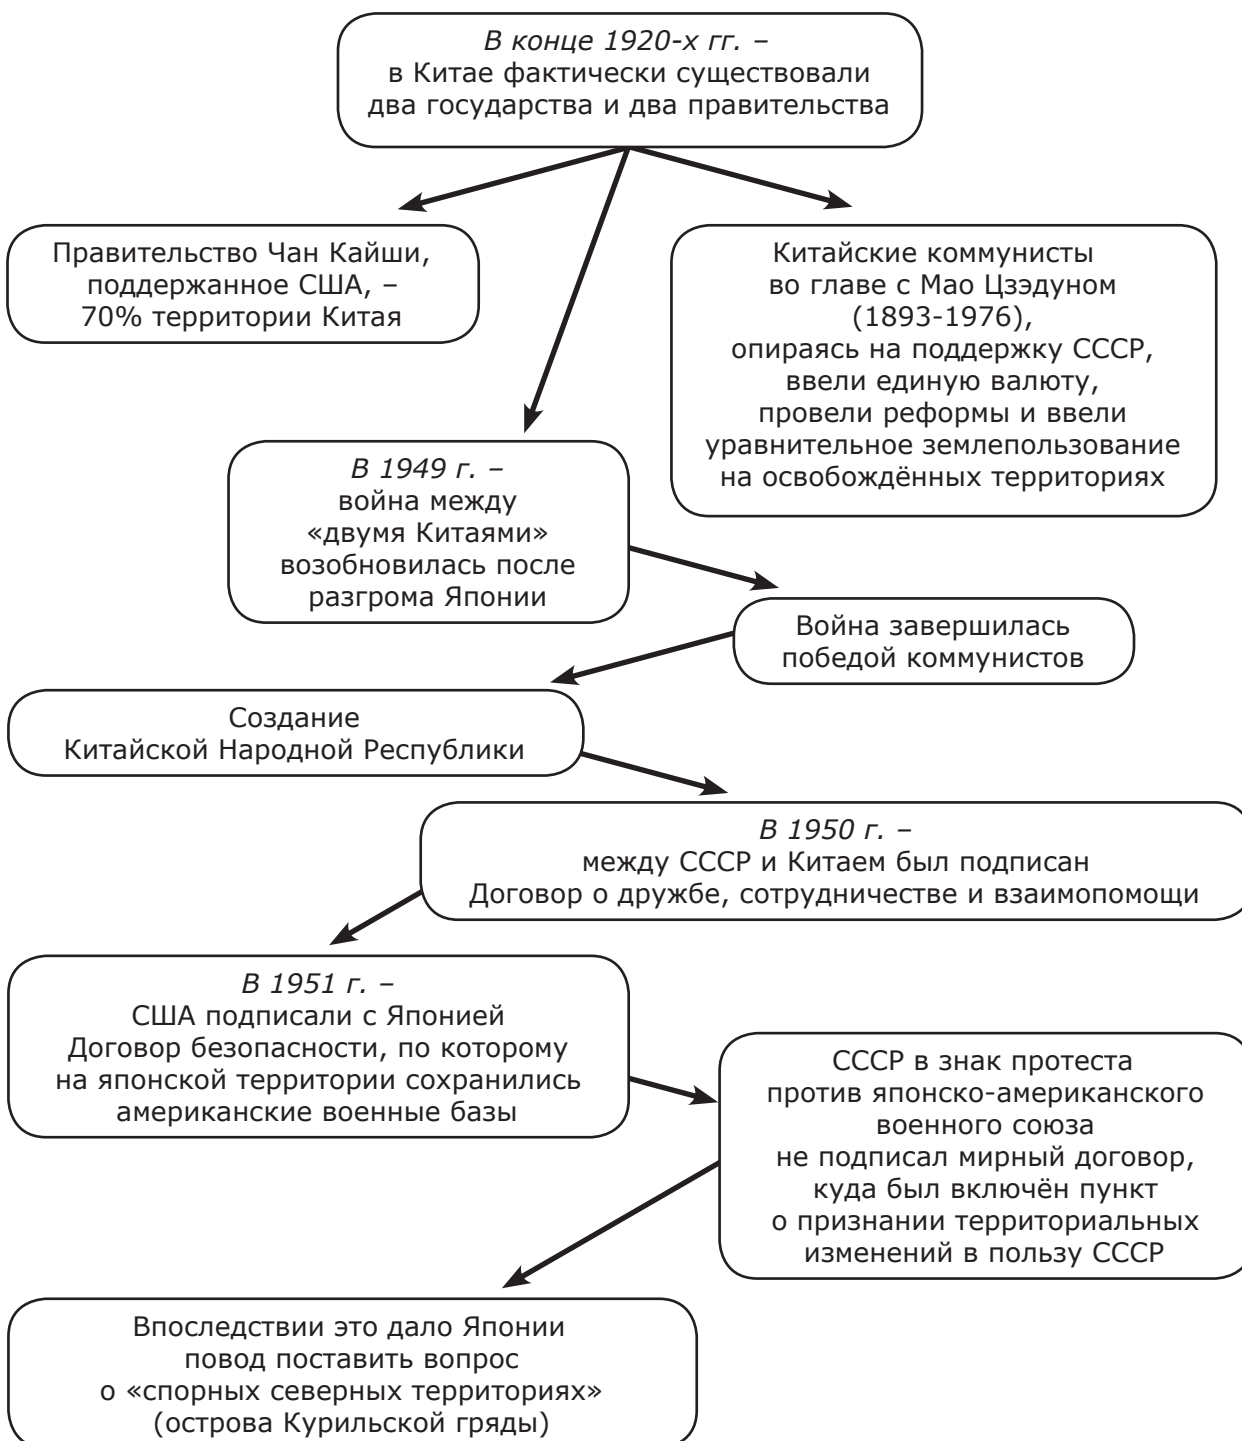 В конце 1920-х гг. –
в Китае фактически существовали
два государства и два правительства
Правительство Чан Кайши,
поддержанное США, –
70% территории Китая
Китайские коммунисты
во главе с Мао Цзэдуном
(1893-1976),
опираясь на поддержку СССР,
ввели единую валюту,
провели реформы и ввели
уравнительное землепользование
на освобождённых территориях
В 1949 г. –
война между
«двумя Китаями»
возобновилась после
разгрома Японии
Война завершилась
победой коммунистов
Создание
Китайской Народной Республики
В 1950 г. –
между СССР и Китаем был подписан
Договор о дружбе, сотрудничестве и взаимопомощи
В 1951 г. –
США подписали с Японией
Договор безопасности, по которому
на японской территории сохранились
американские военные базы
СССР в знак протеста
против японско-американского
военного союза
не подписал мирный договор,
куда был включён пункт
о признании территориальных
изменений в пользу СССР
Впоследствии это дало Японии
повод поставить вопрос
о «спорных северных территориях»
(острова Курильской гряды)